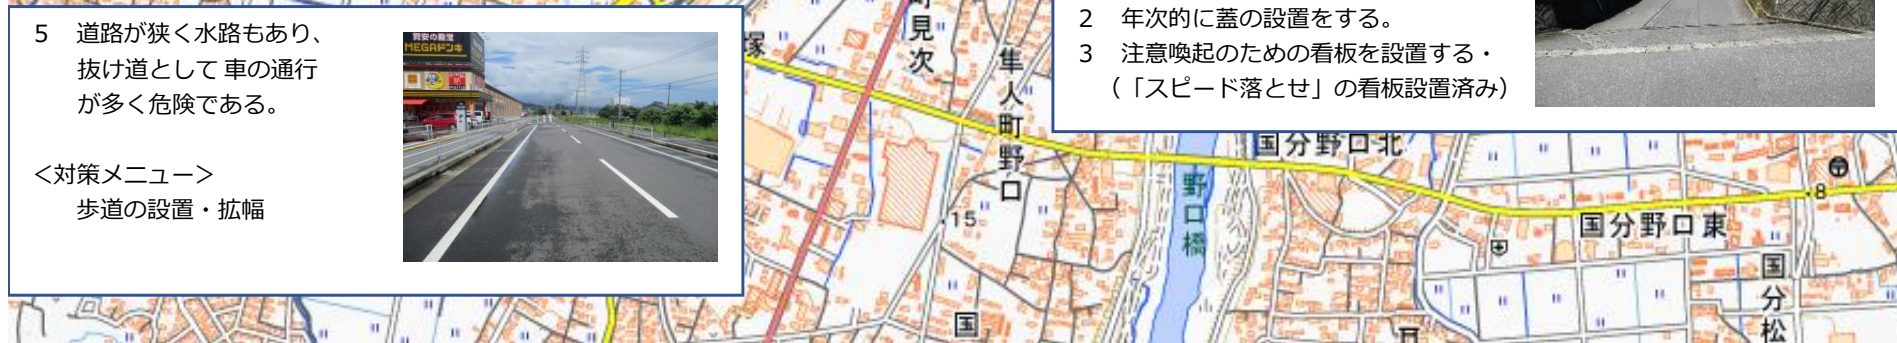 5 道路が狭く水路もあり、
抜け道として 車の通行
が多く危険である。
<対策メニュー>
歩道の設置・拡幅
MEGAドンキ
2 年次的に蓋の設置をする。
3 注意喚起のための看板を設置する・
（「スピード落とせ」の看板設置済み）
町見次
塚
隼人町野口
15
野口橋
国分野口北
国分野口東
8
国
国分松